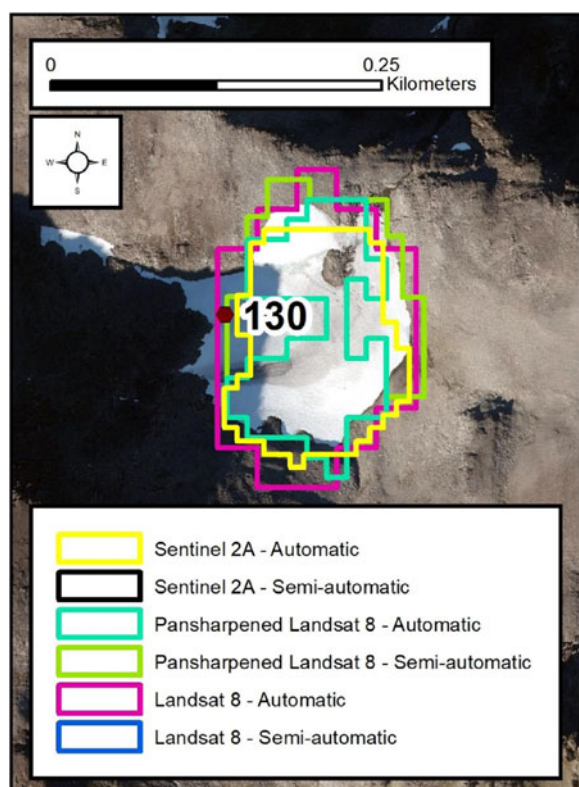 0 0.25
Kilometers
N
W E
S
130
Sentinel 2A - Automatic
Sentinel 2A - Semi-automatic
Pansharpened Landsat 8 - Automatic
Pansharpened Landsat 8 - Semi-automatic
Landsat 8 - Automatic
Landsat 8 - Semi-automatic